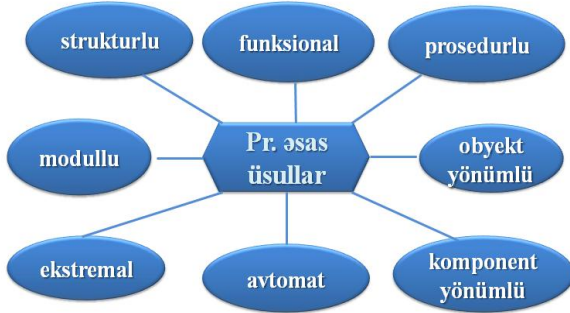 strukturlu
funksional
prosedurlu
modullu
Pr. əsas
üsullar
obyekt
yönümlü
ekstremal
avtomat
komponent
yönümlü